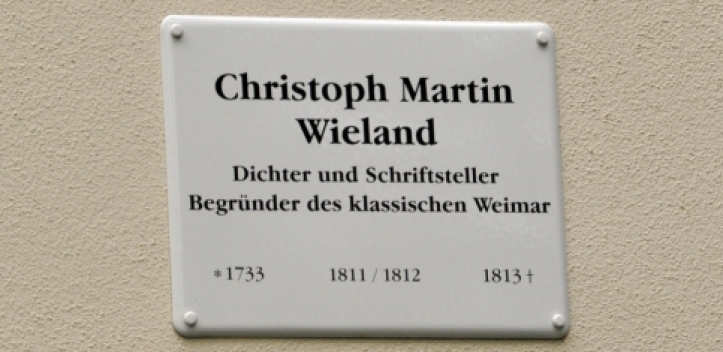 Christoph Martin
Wieland
Dichter und Schriftsteller
Begründer des klassischen Weimar
*1733 1811 / 1812 1813 †